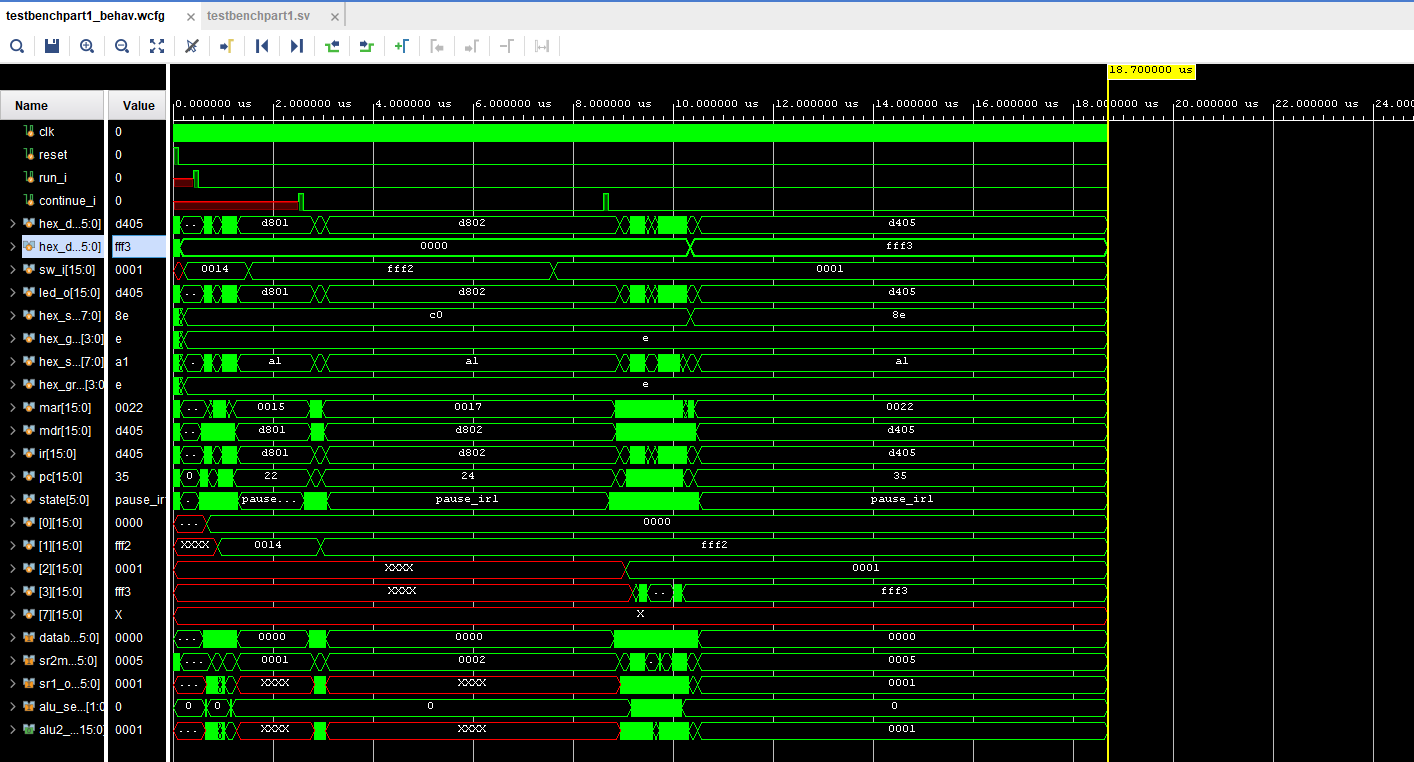 testbenchpart1_behav.wcfg × testbenchpart1.sv ×
18.700000 us
Name Value 0.000000 us 2.000000 us 4.000000 us 6.000000 us 8.000000 us 10.000000 us 12.000000 us 14.000000 us 16.000000 us 18.000000 us 20.000000 us 22.000000 us 24.000
clk 0
reset 0
run_i 0
continue_i 0
hex_d...5:0] d405 .. d801 d802 d405
hex_d...5:0] fff3 0000 fff3
sw_i[15:0] 0001 0014 fff2 0001
led_o[15:0] d405 .. d801 d802 d405
hex_s...7:0] 8e c0 8e
hex_g...[3:0] e e
hex_s...[7:0] a1 . a1 a1 a1
hex_gr...[3:0 e e
mar[15:0] 0022 .. 0015 0017 0022
mdr[15:0] d405 .. d801 d802 d405
ir[15:0] d405 .. d801 d802 d405
pc[15:0] 35 0 22 24 35
state[5:0] pause_ir . pause... pause_ir1 pause_ir1
[0][15:0] 0000 ... 0000
[1][15:0] fff2 XXXX 0014 fff2
[2][15:0] 0001 XXXX 0001
[3][15:0] fff3 XXXX .. fff3
[7][15:0] X X
datab...5:0] 0000 ... 0000 0000 0000
sr2m...5:0] 0005 ... 0001 0002 . 0005
sr1_o...5:0] 0001 ... XXXX XXXX 0001
alu_se...[1:0 0 0 0 0 0
alu2_...15:0] 0001 ... XXXX XXXX 0001